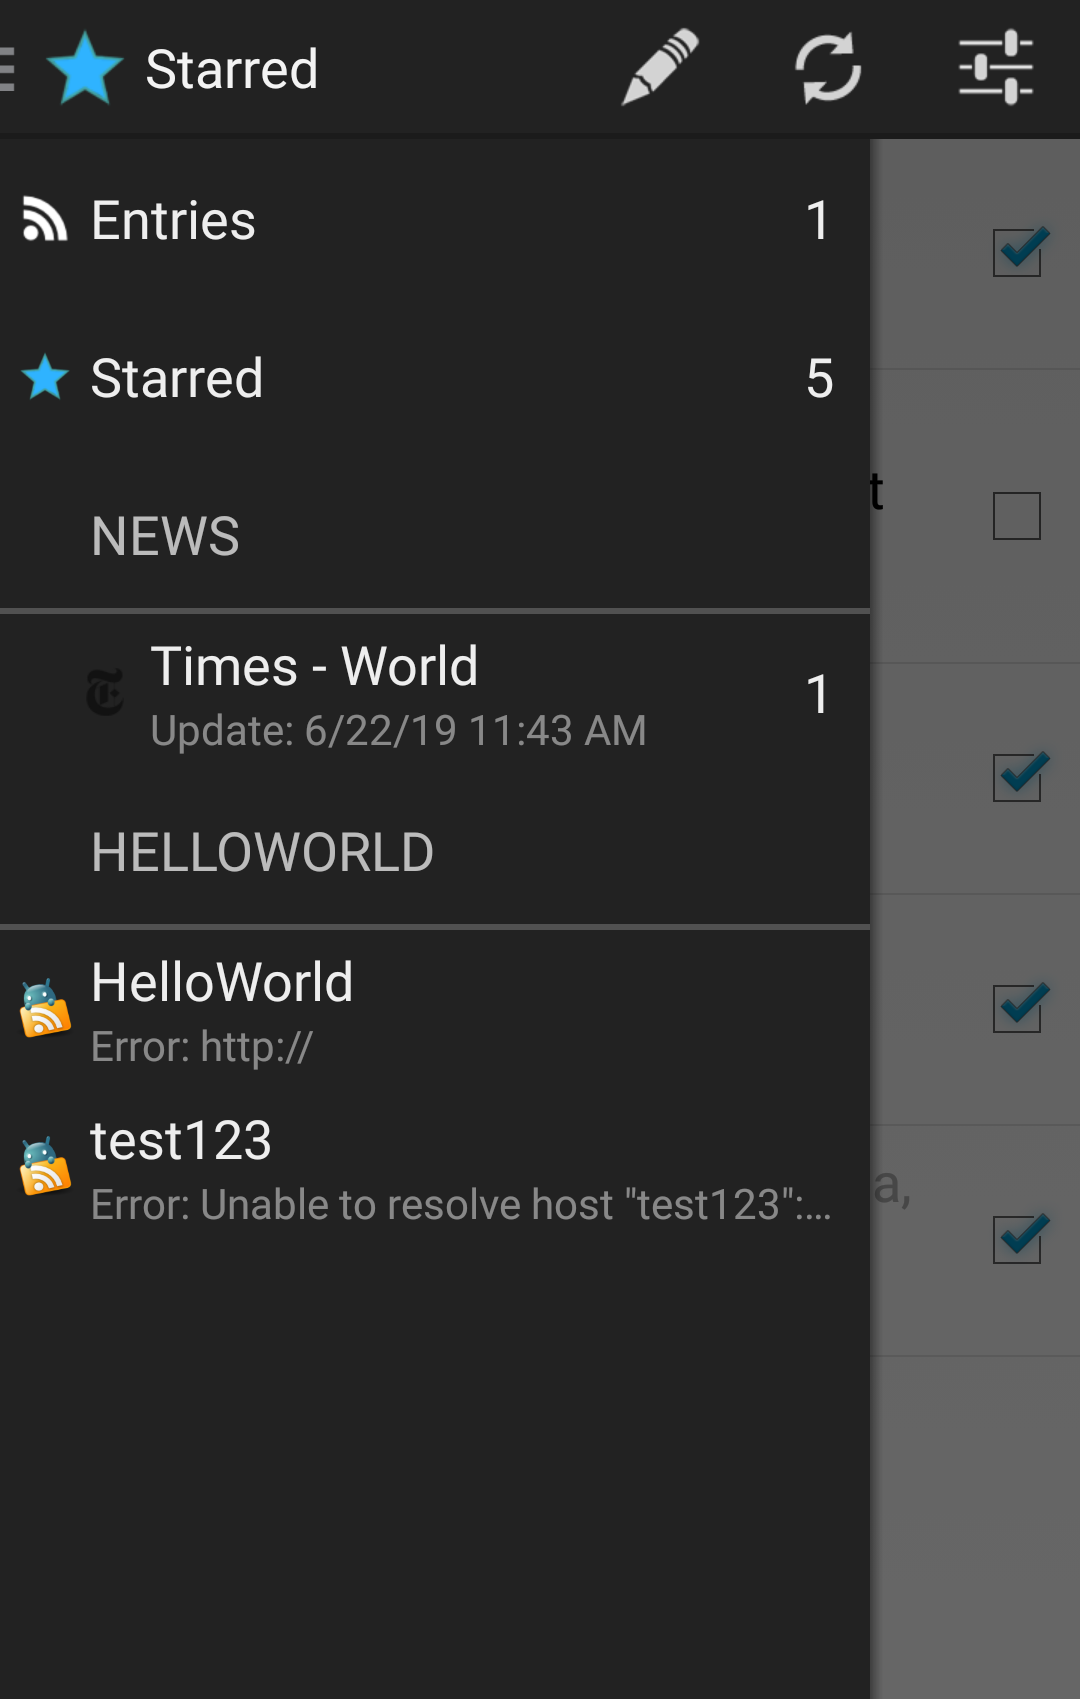 Starred
Entries 1
Starred 5
NEWS
t
Times - World 1
Update: 6/22/19 11:43 AM
HELLOWORLD
HelloWorld
Error: http://
test123
Error: Unable to resolve host "test123":...
a,